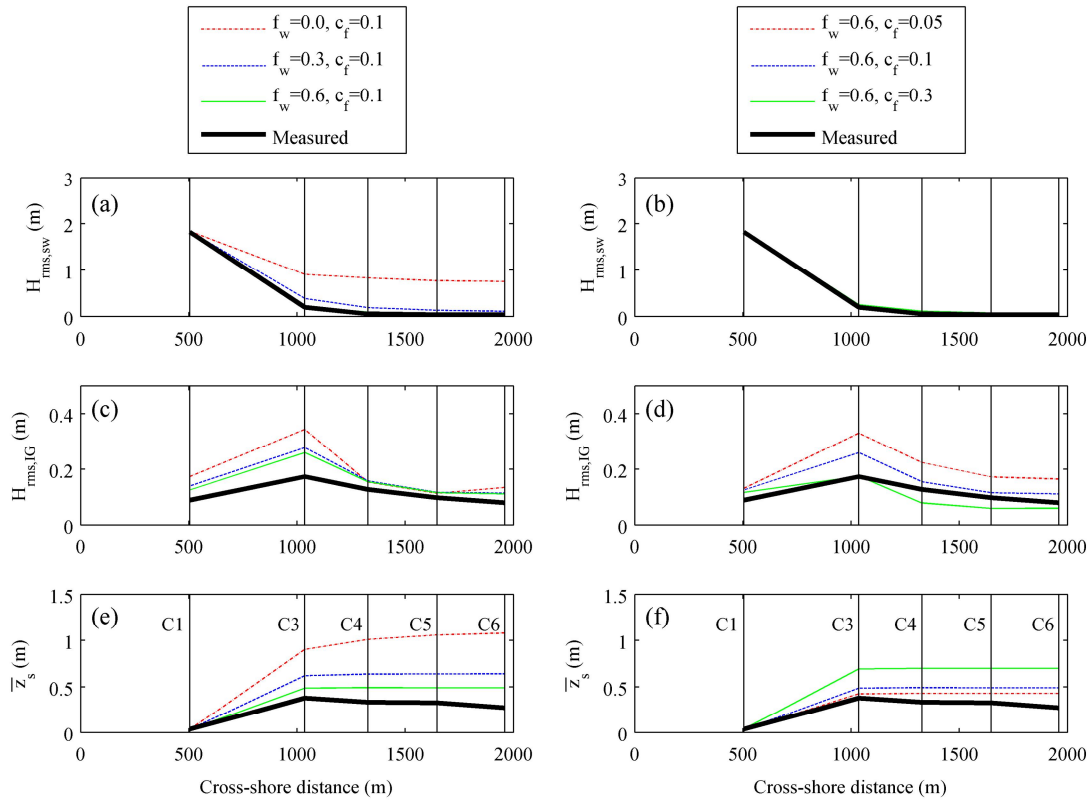 f_w=0.0, c_f=0.1
f_w=0.3, c_f=0.1
f_w=0.6, c_f=0.1
Measured
f_w=0.6, c_f=0.05
f_w=0.6, c_f=0.1
f_w=0.6, c_f=0.3
Measured
(a)
H_rms,sw (m)
3
2
1
0
0 500 1000 1500 2000
(b)
H_rms,sw (m)
3
2
1
0
0 500 1000 1500 2000
(c)
H_rms,IG (m)
0.4
0.2
0
0 500 1000 1500 2000
(d)
H_rms,IG (m)
0.4
0.2
0
0 500 1000 1500 2000
(e)
C1 C3 C4 C5 C6
z̅_s (m)
1.5
1
0.5
0
0 500 1000 1500 2000
Cross-shore distance (m)
(f)
C1 C3 C4 C5 C6
z̅_s (m)
1.5
1
0.5
0
0 500 1000 1500 2000
Cross-shore distance (m)